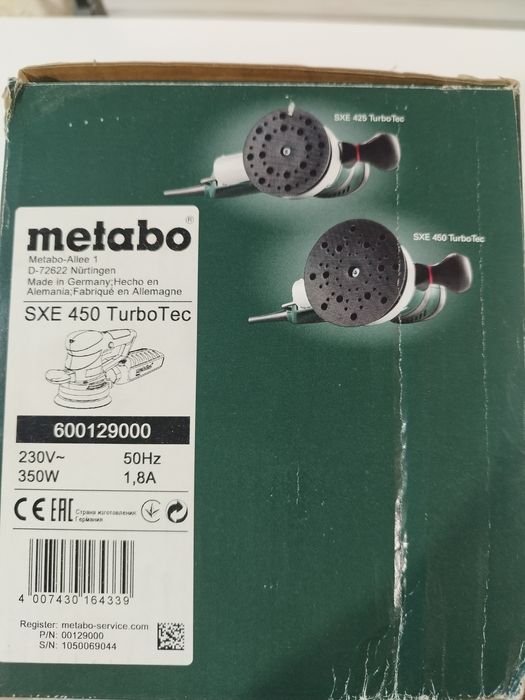 SXE 425 TurboTec
SXE 450 TurboTec
metabo®
Metabo-Allee 1
D-72622 Nürtingen
Made in Germany;Hecho en
Alemania;Fabriqué en Allemagne
SXE 450 TurboTec
600129000
230V~ 50Hz
350W 1,8A
CE EAC Страна изготовления:
Германия
4 007430 164339
Register: metabo-service.com
P/N: 00129000
S/N: 1050069044